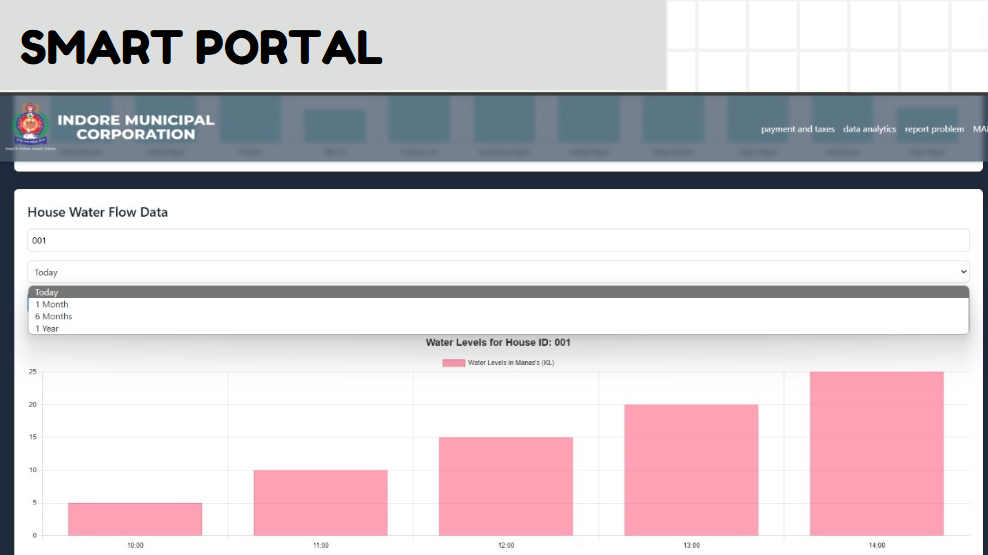 SMART PORTAL
INDORE MUNICIPAL
CORPORATION
payment and taxes data analytics report problem MA
House Water Flow Data
001
Today
Today
1 Month
6 Months
1 Year
Water Levels for House ID: 001
Water Levels in Manas's (KL)
25
20
15
10
5
0
10:00 11:00 12:00 13:00 14:00